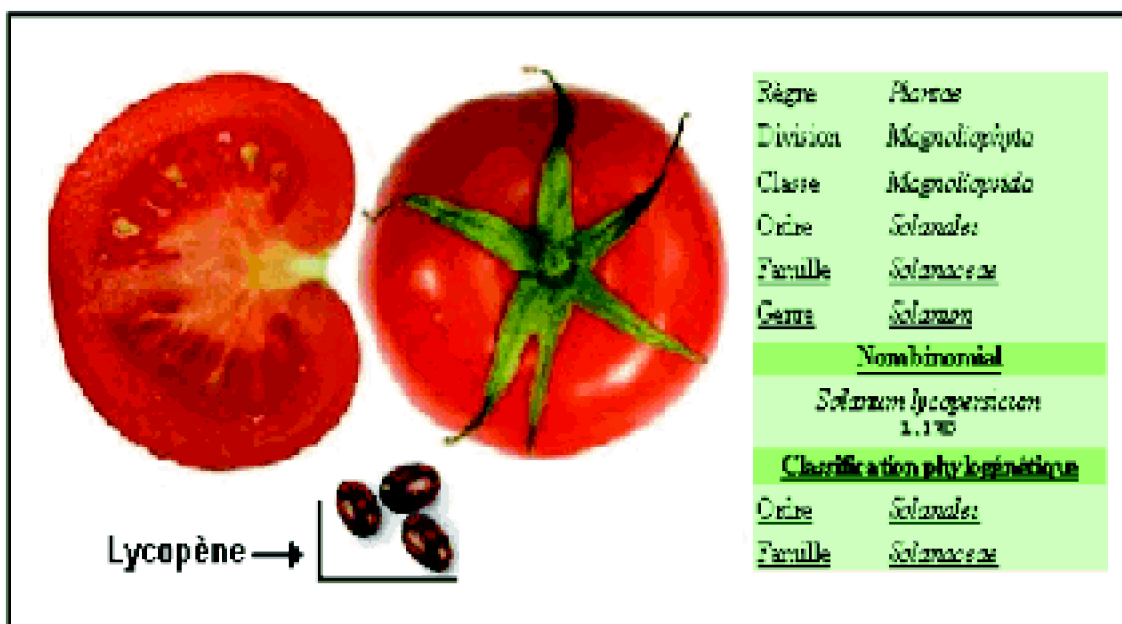 Règne Plantae
Division Magnoliophyta
Classe Magnoliopsida
Ordre Solanales
Famille Solanaceae
Genre Solanum
Nom binominal
Solanum lycopersicum
Classification phylogénétique
Ordre Solanales
Famille Solanaceae
Lycopène